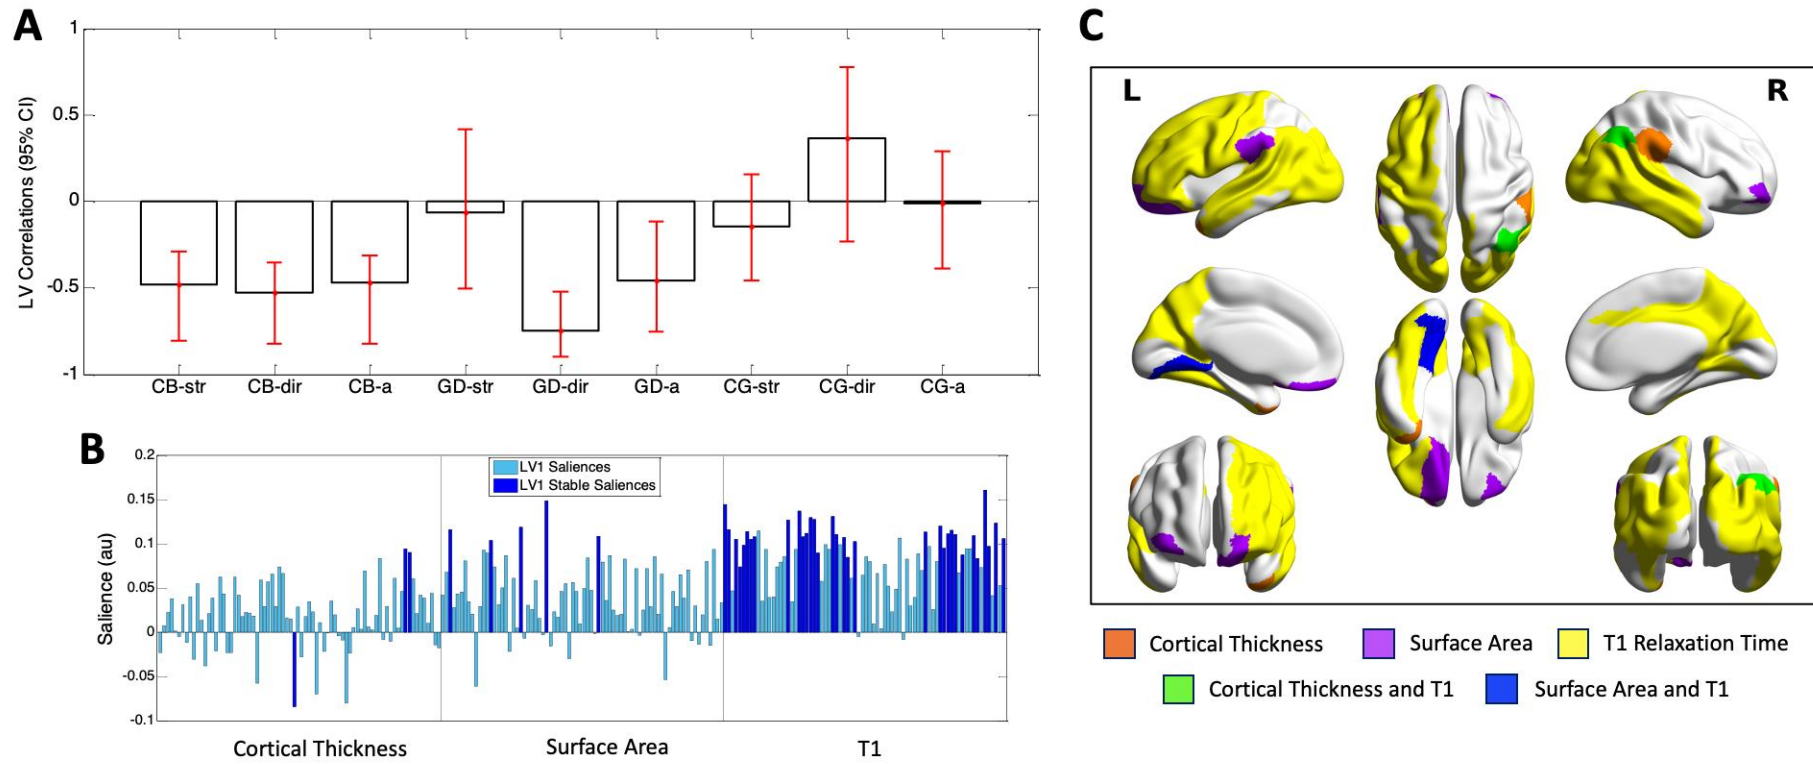 A
1
0.5
0
-0.5
-1
LV Correlations (95% CI)
CB-str CB-dir CB-a GD-str GD-dir GD-a CG-str CG-dir CG-a
B
0.2
0.15
0.1
0.05
0
-0.05
-0.1
Salience (au)
LV1 Saliences
LV1 Stable Saliences
Cortical Thickness Surface Area T1
C
L R
Cortical Thickness Surface Area T1 Relaxation Time
Cortical Thickness and T1 Surface Area and T1